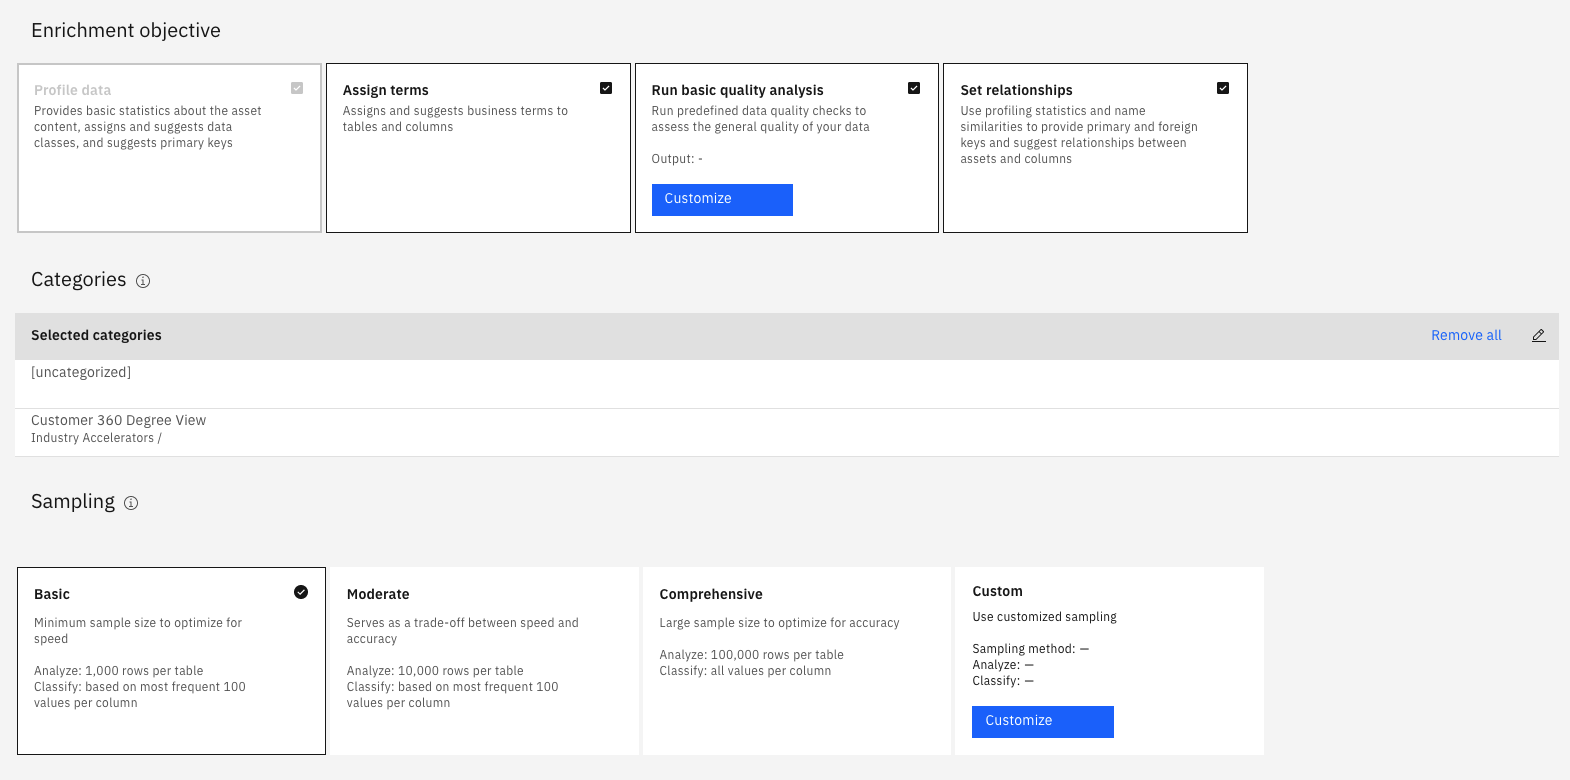 Enrichment objective
Profile data
Provides basic statistics about the asset
content, assigns and suggests data
classes, and suggests primary keys
Assign terms
Assigns and suggests business terms to
tables and columns
Run basic quality analysis
Run predefined data quality checks to
assess the general quality of your data
Output: -
Customize
Set relationships
Use profiling statistics and name
similarities to provide primary and foreign
keys and suggest relationships between
assets and columns
Categories
Selected categories
Remove all
[uncategorized]
Customer 360 Degree View
Industry Accelerators /
Sampling
Basic
Minimum sample size to optimize for
speed
Analyze: 1,000 rows per table
Classify: based on most frequent 100
values per column
Moderate
Serves as a trade-off between speed and
accuracy
Analyze: 10,000 rows per table
Classify: based on most frequent 100
values per column
Comprehensive
Large sample size to optimize for accuracy
Analyze: 100,000 rows per table
Classify: all values per column
Custom
Use customized sampling
Sampling method: —
Analyze: —
Classify: —
Customize